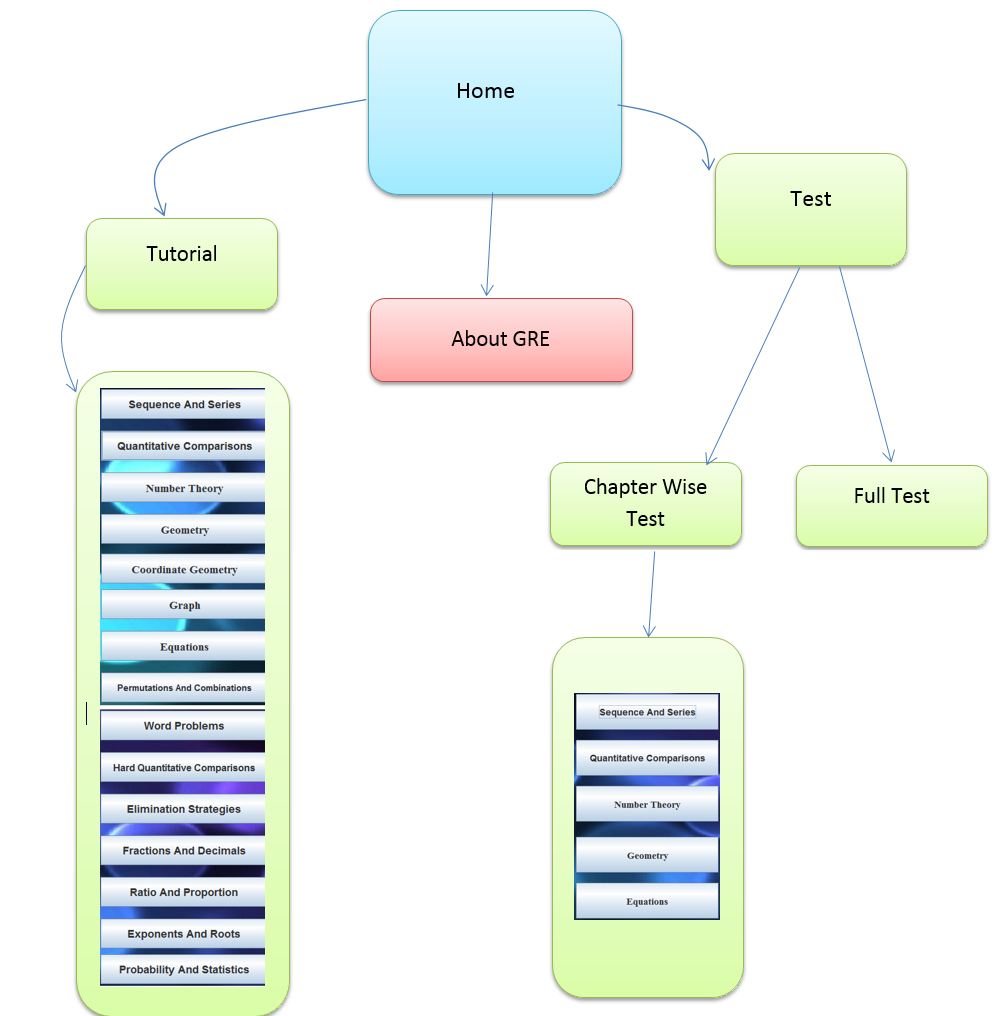 Home
Test
Tutorial
About GRE
Sequence And Series
Quantitative Comparisons
Number Theory
Geometry
Coordinate Geometry
Graph
Equations
Permutations And Combinations
Word Problems
Hard Quantitative Comparisons
Elimination Strategies
Fractions And Decimals
Ratio And Proportion
Exponents And Roots
Probability And Statistics
Chapter Wise
Test
Full Test
Sequence And Series
Quantitative Comparisons
Number Theory
Geometry
Equations